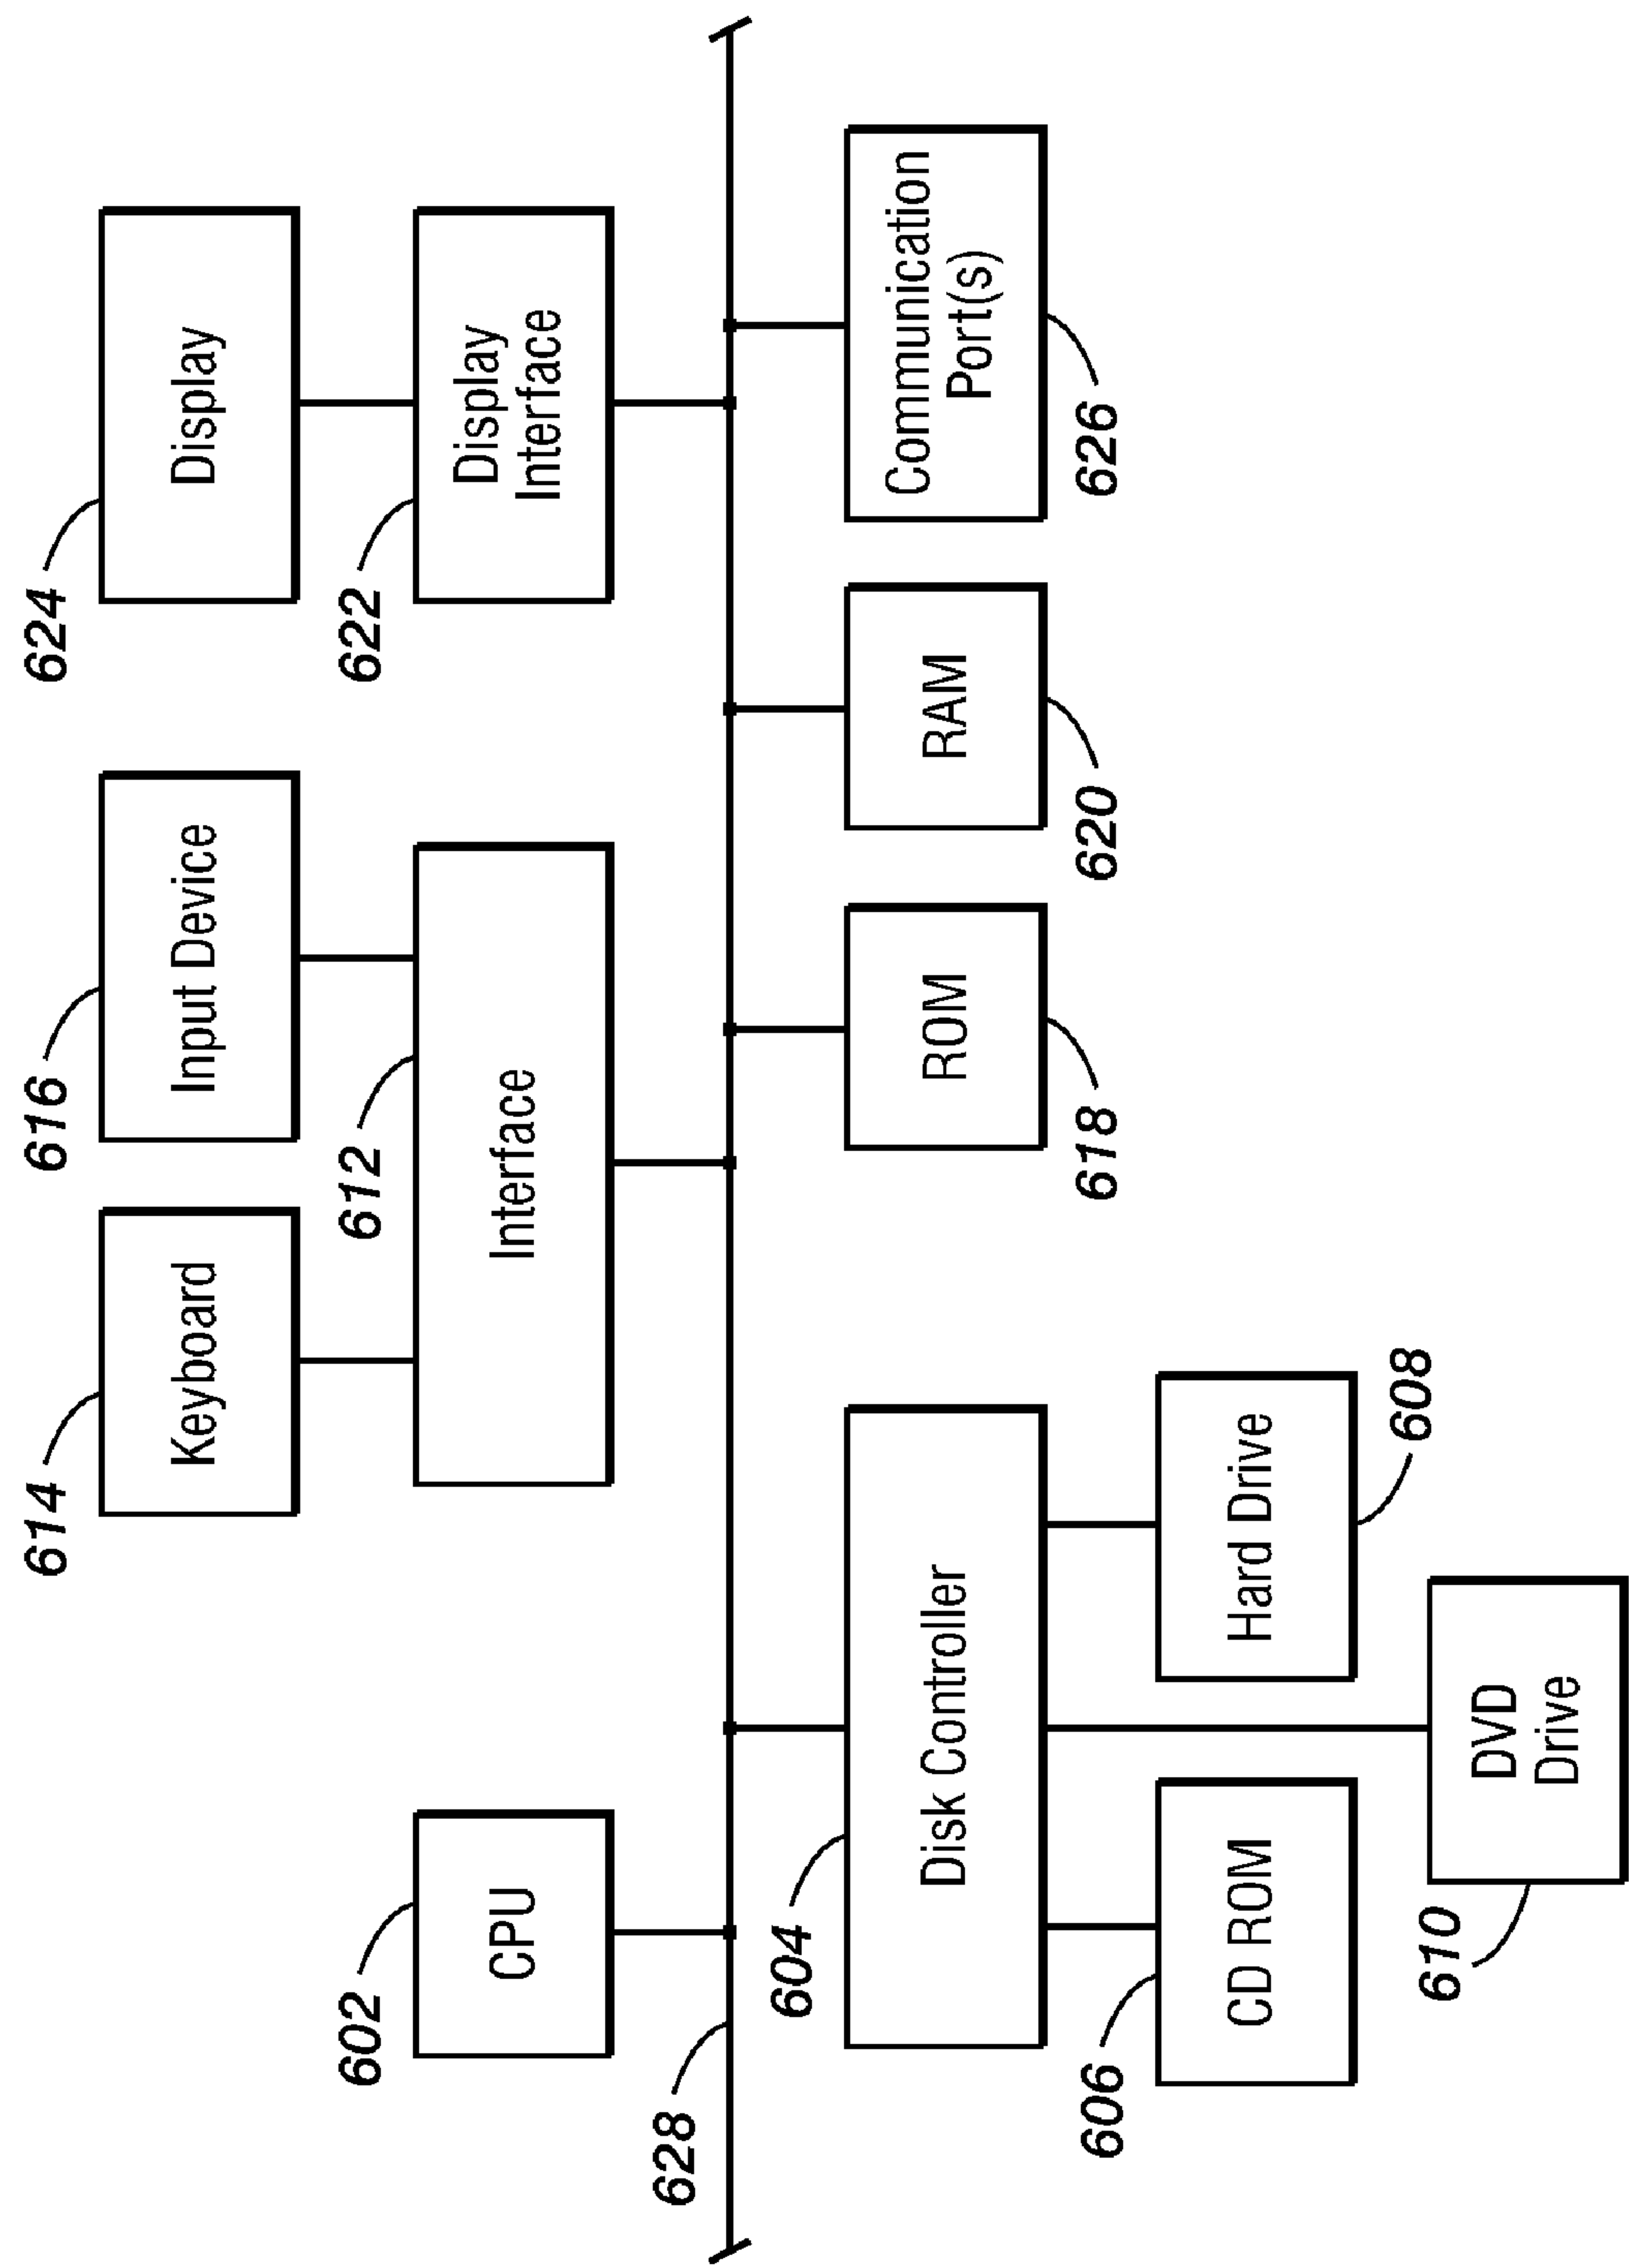 614
Keyboard
616
Input Device
624
Display
602
CPU
612
Interface
622
Display
Interface
628
604
Disk Controller
ROM
618
RAM
620
Communication
Port(s)
626
606
CD ROM
Hard Drive
608
610
DVD
Drive